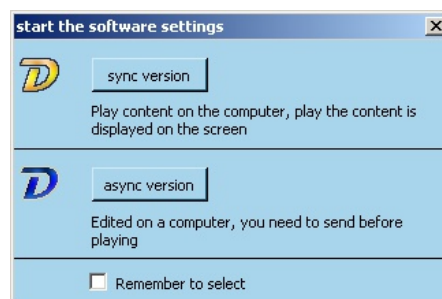 start the software settings
sync version
Play content on the computer, play the content is
displayed on the screen
async version
Edited on a computer, you need to send before
playing
Remember to select